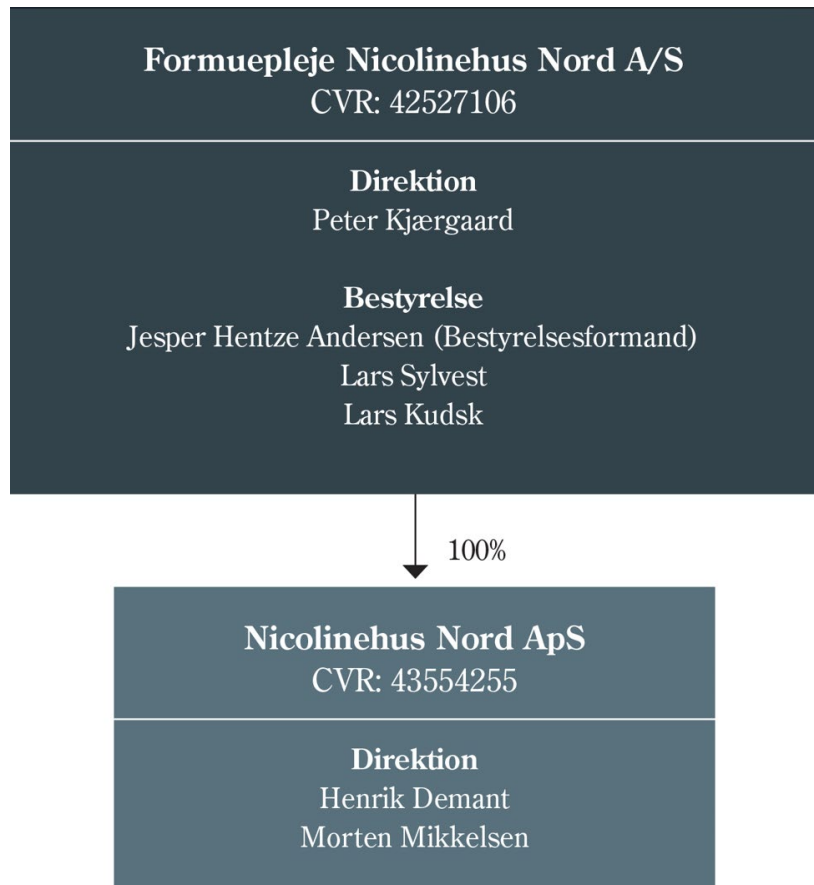 Formuepleje Nicolinehus Nord A/S
CVR: 42527106
Direktion
Peter Kjærgaard
Bestyrelse
Jesper Hentze Andersen (Bestyrelsesformand)
Lars Sylvest
Lars Kudsk
100%
Nicolinehus Nord ApS
CVR: 43554255
Direktion
Henrik Demant
Morten Mikkelsen